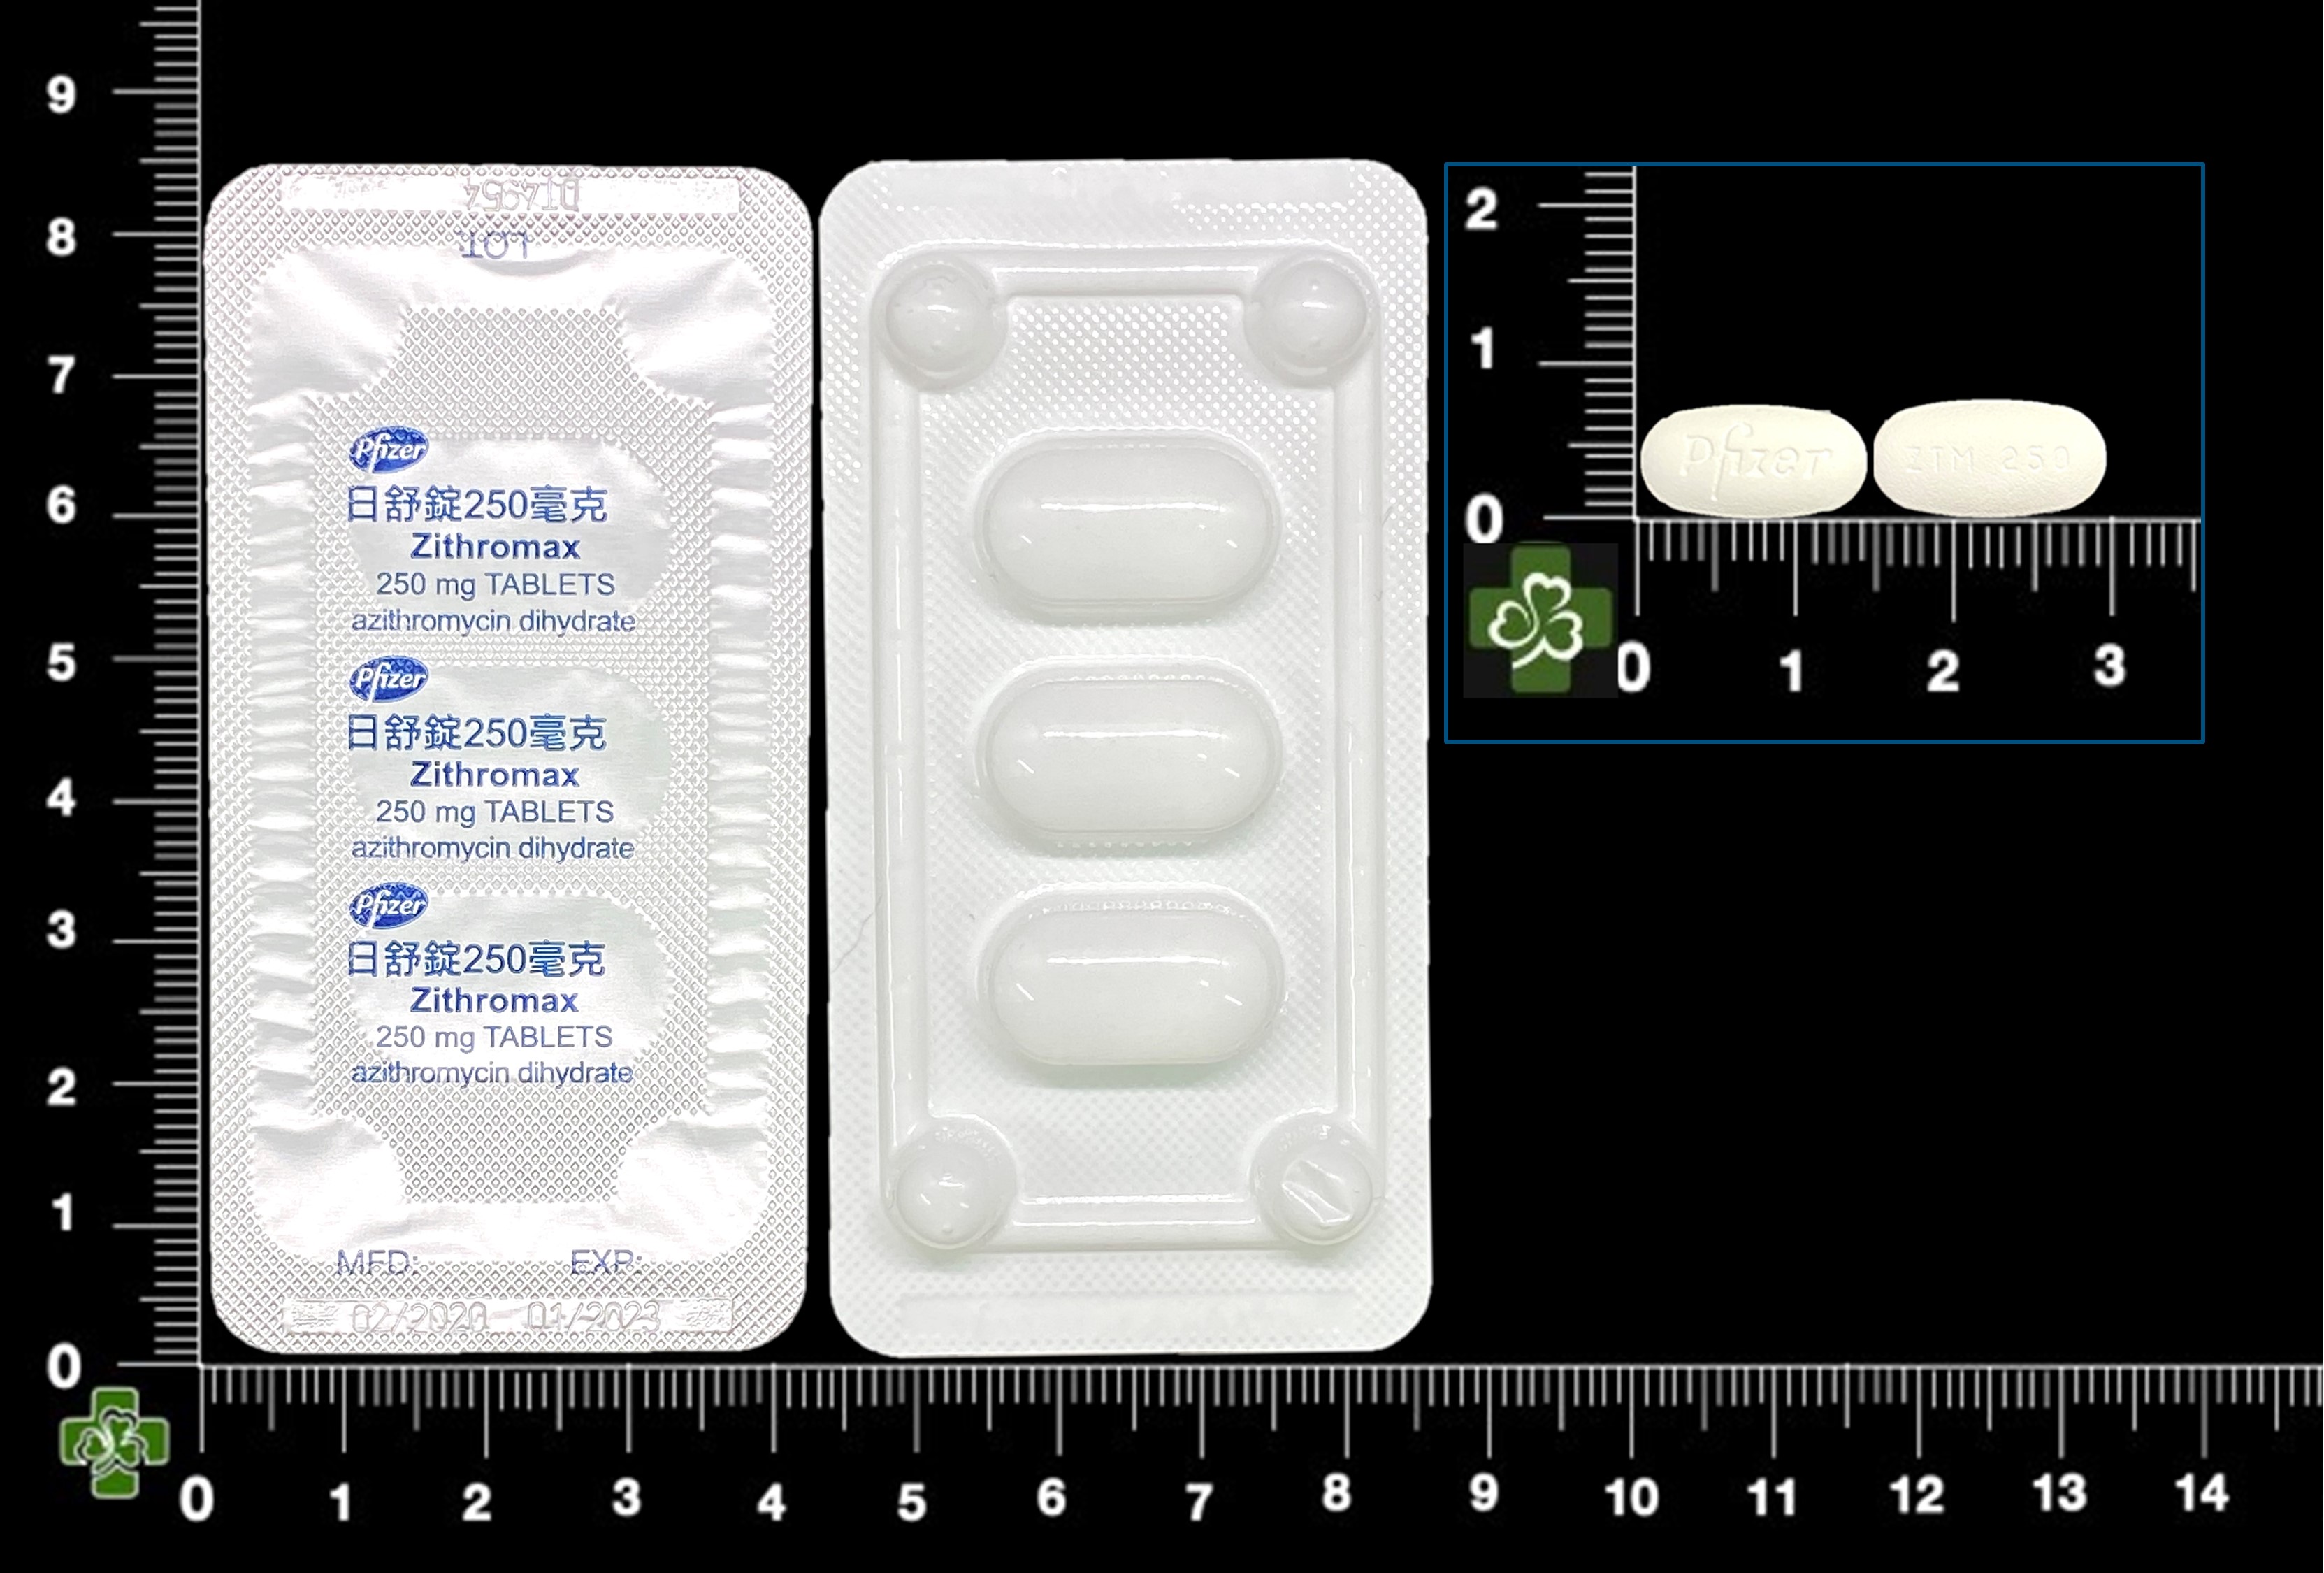 9
8
7
6
5
4
3
2
1
0
D14954
LOT:
Pfizer
日舒錠250毫克
Zithromax
250 mg TABLETS
azithromycin dihydrate
Pfizer
日舒錠250毫克
Zithromax
250 mg TABLETS
azithromycin dihydrate
Pfizer
日舒錠250毫克
Zithromax
250 mg TABLETS
azithromycin dihydrate
MFD: EXP:
02/2020 01/2023
0 1 2 3 4 5 6 7 8 9 10 11 12 13 14
2
1
0
Pfizer
ZTM 250
0 1 2 3